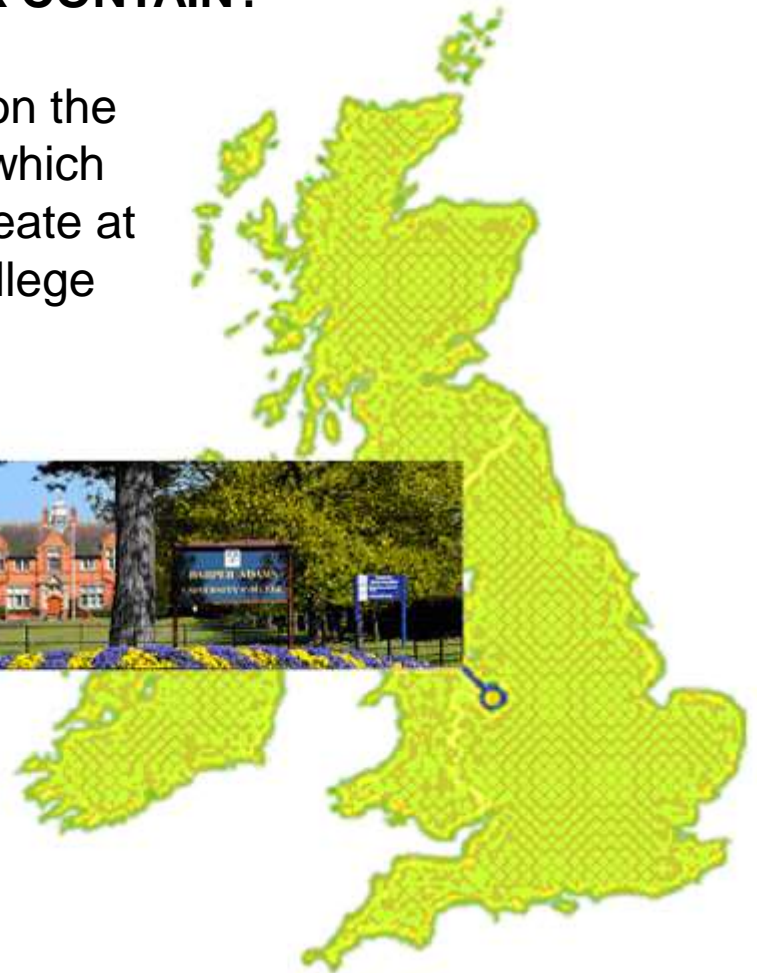 R CONTAIN?
on the
which
eate at
llege
HARPER ADAMS
UNIVERSITY COLLEGE